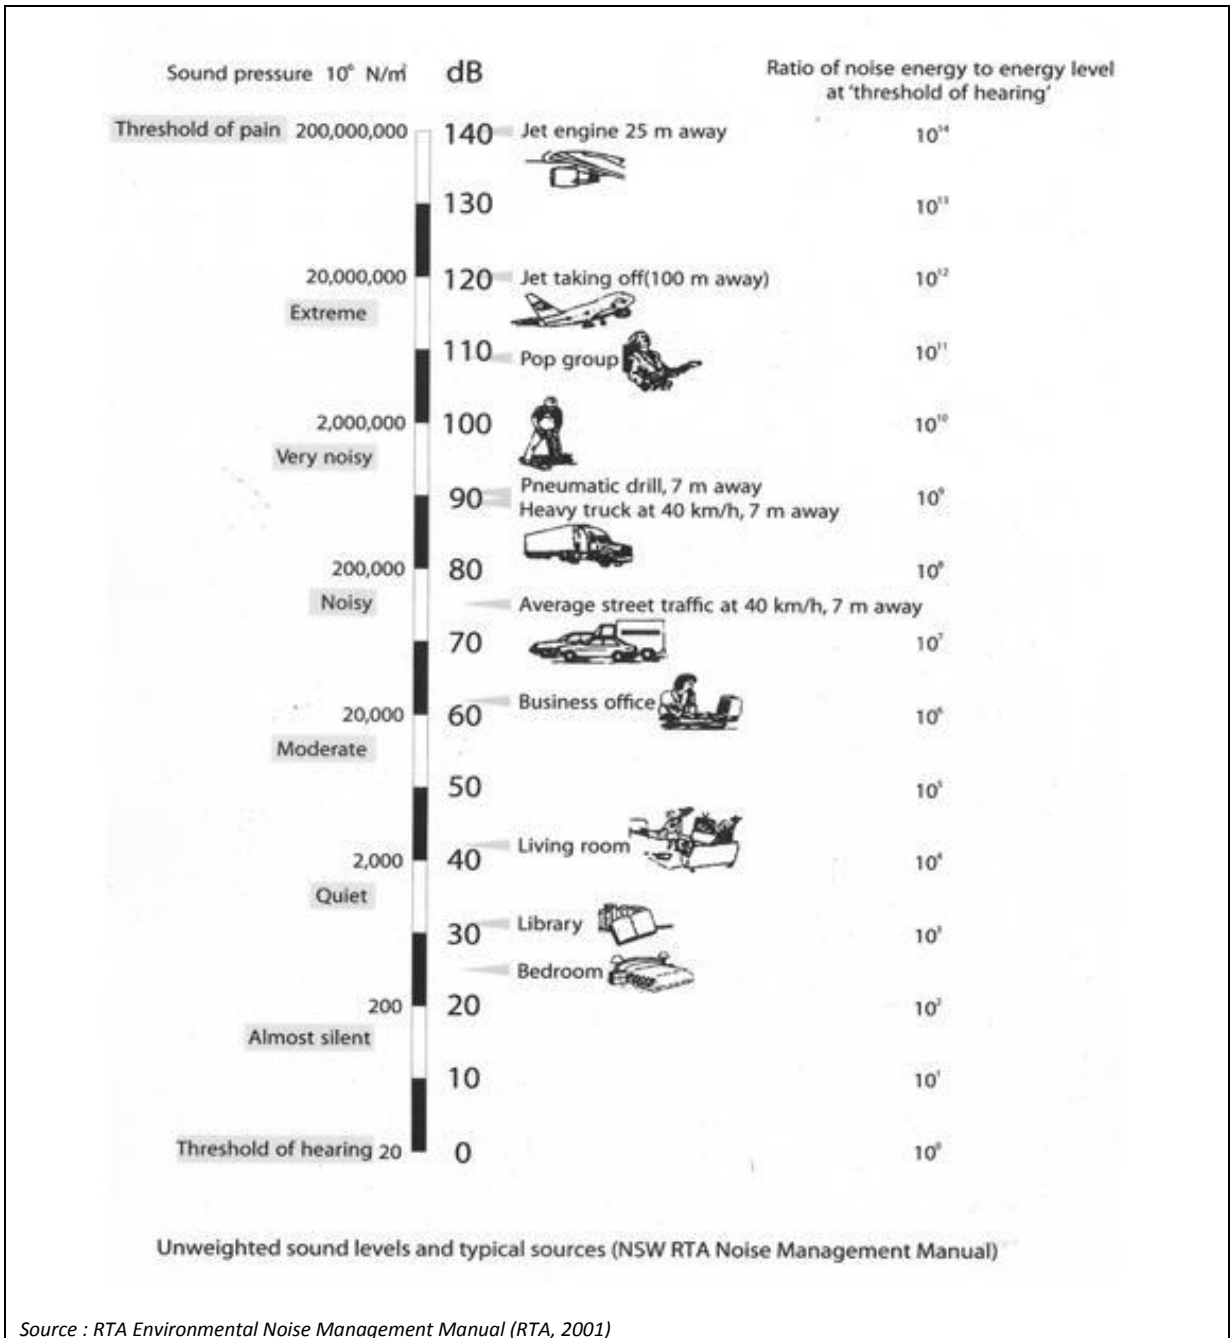 Sound pressure 10⁶ N/m² dB Ratio of noise energy to energy level
at 'threshold of hearing'
Threshold of pain 200,000,000 140 Jet engine 25 m away 10¹⁴
130 10¹³
20,000,000 120 Jet taking off(100 m away) 10¹²
Extreme
110 10¹¹
Pop group
2,000,000 100 10¹⁰
Very noisy
Pneumatic drill, 7 m away
90 10⁹
Heavy truck at 40 km/h, 7 m away
200,000 80 10⁸
Noisy Average street traffic at 40 km/h, 7 m away
70 10⁷
Business office
20,000 60 10⁶
Moderate
50 10⁵
Living room
2,000 40 10⁴
Quiet
Library
30 10³
Bedroom
200 20 10²
Almost silent
10 10¹
Threshold of hearing 20 0 10⁰
Unweighted sound levels and typical sources (NSW RTA Noise Management Manual)
Source : RTA Environmental Noise Management Manual (RTA, 2001)